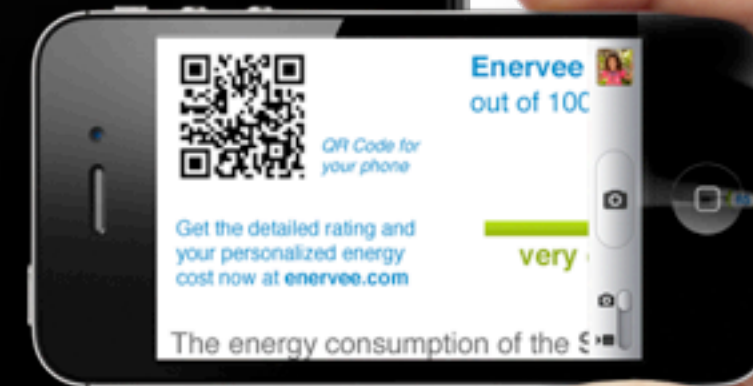 Enervee
out of 100
QR Code for
your phone
Get the detailed rating and
your personalized energy
cost now at enervee.com
very
The energy consumption of the